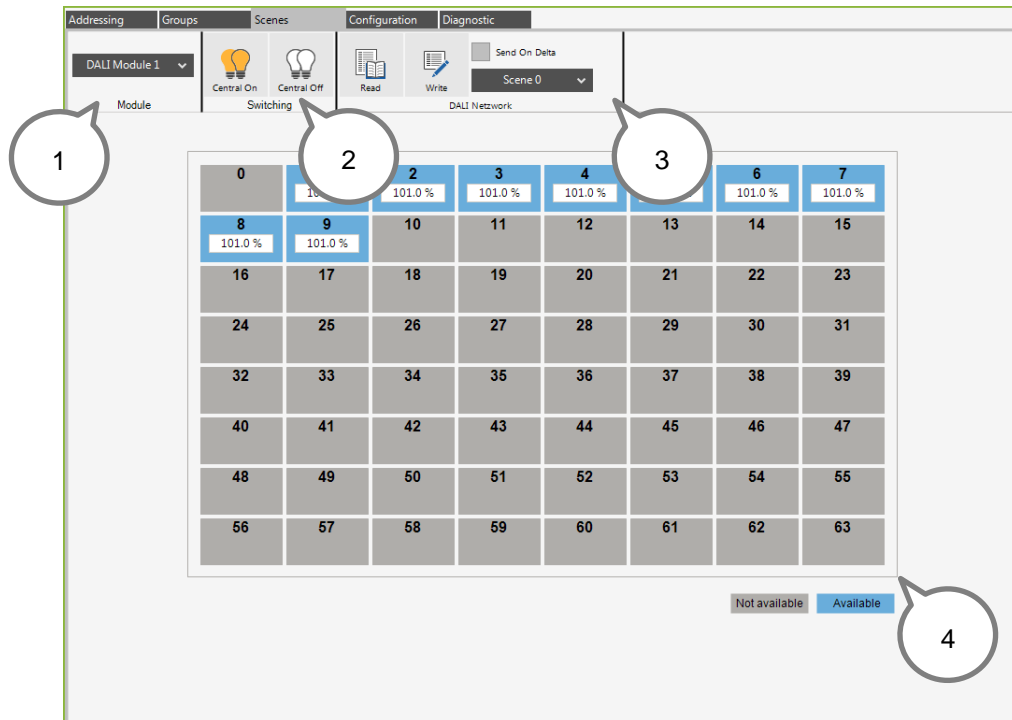 Addressing Groups Scenes Configuration Diagnostic
DALI Module 1
Central On Central Off Read Write
Send On Delta
Scene 0
Module Switching DALI Netzwork
1 2 3
0 2 3 4 6 7
101.0 % 101.0 % 101.0 % 101.0 % 101.0 %
8 9 10 11 12 13 14 15
101.0 % 101.0 %
16 17 18 19 20 21 22 23
24 25 26 27 28 29 30 31
32 33 34 35 36 37 38 39
40 41 42 43 44 45 46 47
48 49 50 51 52 53 54 55
56 57 58 59 60 61 62 63
Not available Available
4